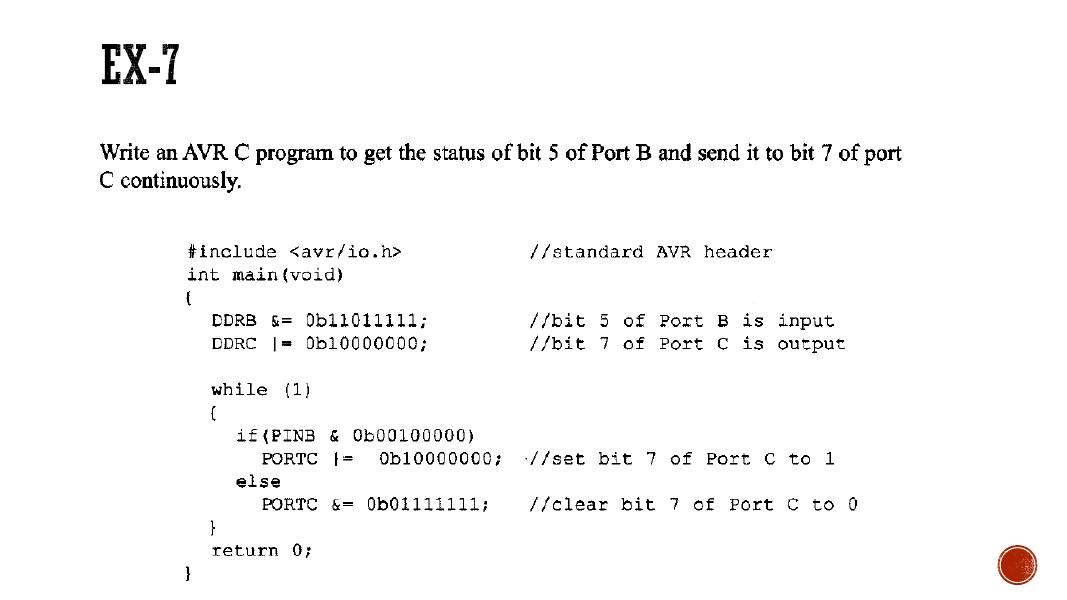 EX-7
Write an AVR C program to get the status of bit 5 of Port B and send it to bit 7 of port
C continuously.
#include <avr/io.h> //standard AVR header
int main(void)
{
DDRB &= 0b11011111; //bit 5 of Port B is input
DDRC |= 0b10000000; //bit 7 of Port C is output
while (1)
{
if(PINB & 0b00100000)
PORTC |= 0b10000000; //set bit 7 of Port C to 1
else
PORTC &= 0b01111111; //clear bit 7 of Port C to 0
}
return 0;
}